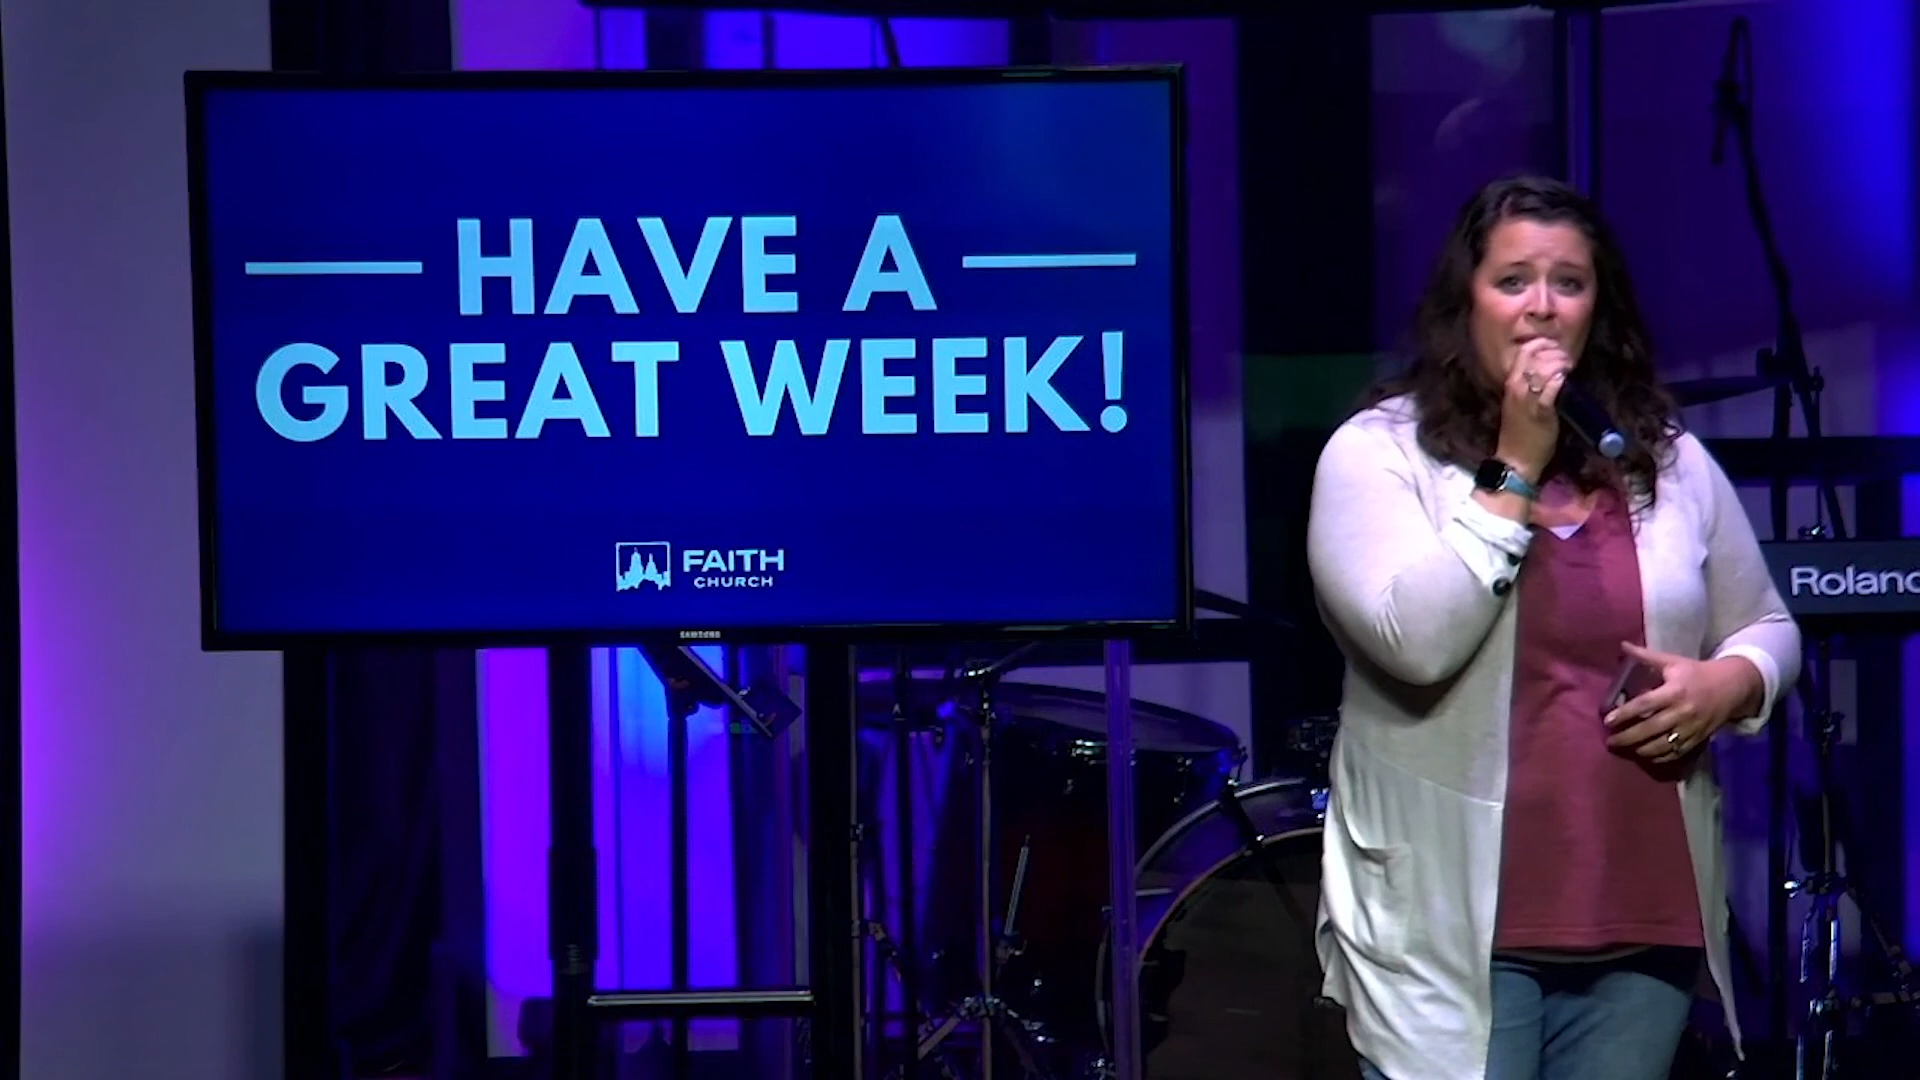 HAVE A
GREAT WEEK!
FAITH
CHURCH
SAMSUNG
Roland